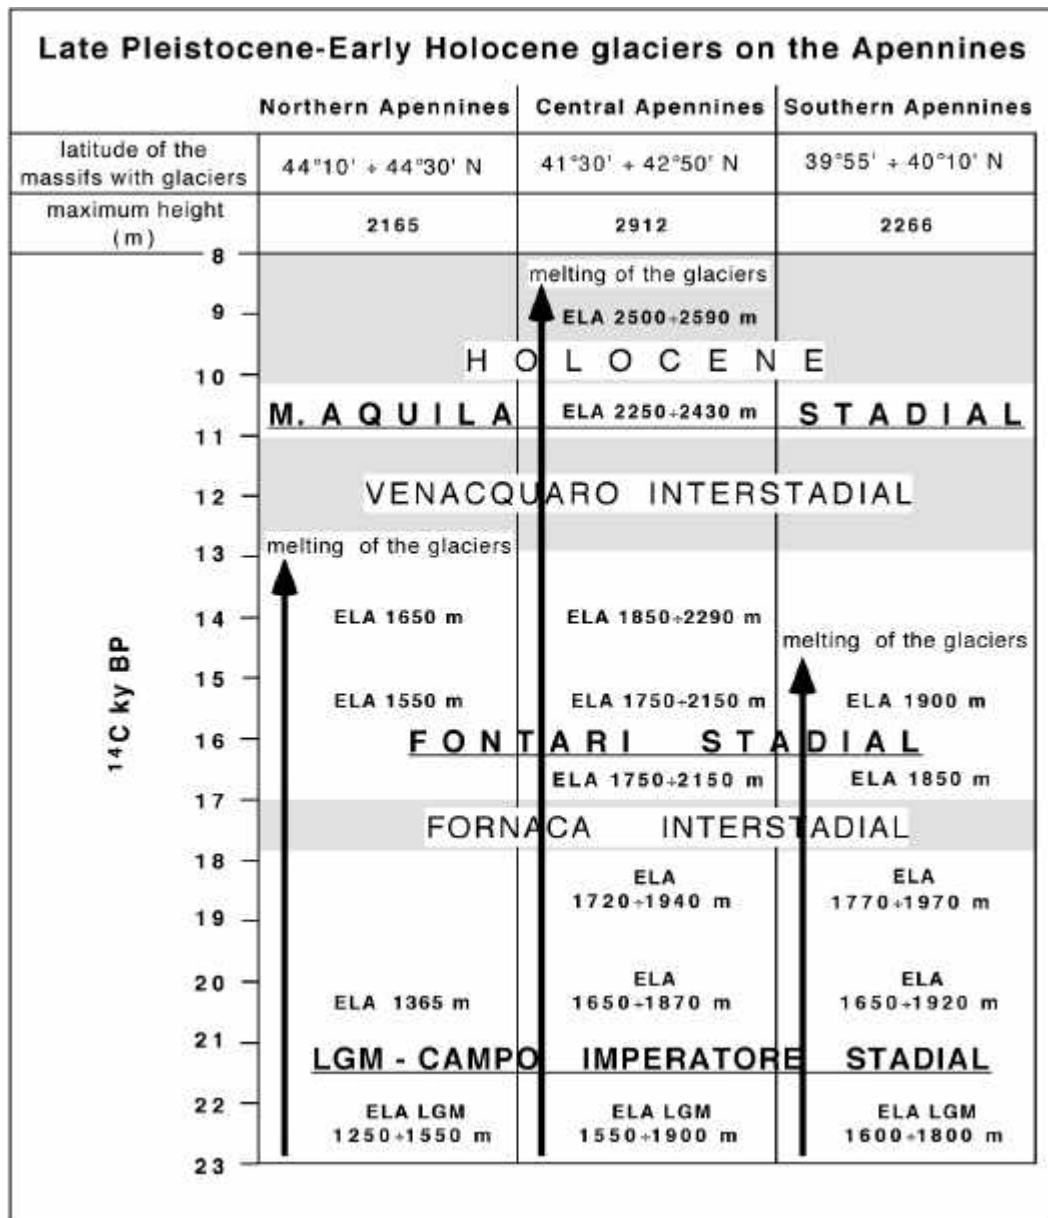 Late Pleistocene-Early Holocene glaciers on the Apennines
Northern Apennines Central Apennines Southern Apennines
latitude of the
massifs with glaciers
44°10' ÷ 44°30' N 41°30' ÷ 42°50' N 39°55' ÷ 40°10' N
maximum height
(m)
2165 2912 2266
8
melting of the glaciers
9 ELA 2500÷2590 m
HOLOCENE
10
M. AQUILA ELA 2250÷2430 m STADIAL
11
12 VENACQUARO INTERSTADIAL
13 melting of the glaciers
14 ELA 1650 m ELA 1850÷2290 m
melting of the glaciers
15 ELA 1550 m ELA 1750÷2150 m ELA 1900 m
16 FONTARI STADIAL
ELA 1750÷2150 m ELA 1850 m
17
FORNACA INTERSTADIAL
18
ELA ELA
1720÷1940 m 1770÷1970 m
19
20 ELA ELA
ELA 1365 m 1650÷1870 m 1650÷1920 m
21
LGM - CAMPO IMPERATORE STADIAL
22 ELA LGM ELA LGM ELA LGM
1250÷1550 m 1550÷1900 m 1600÷1800 m
23
14C ky BP